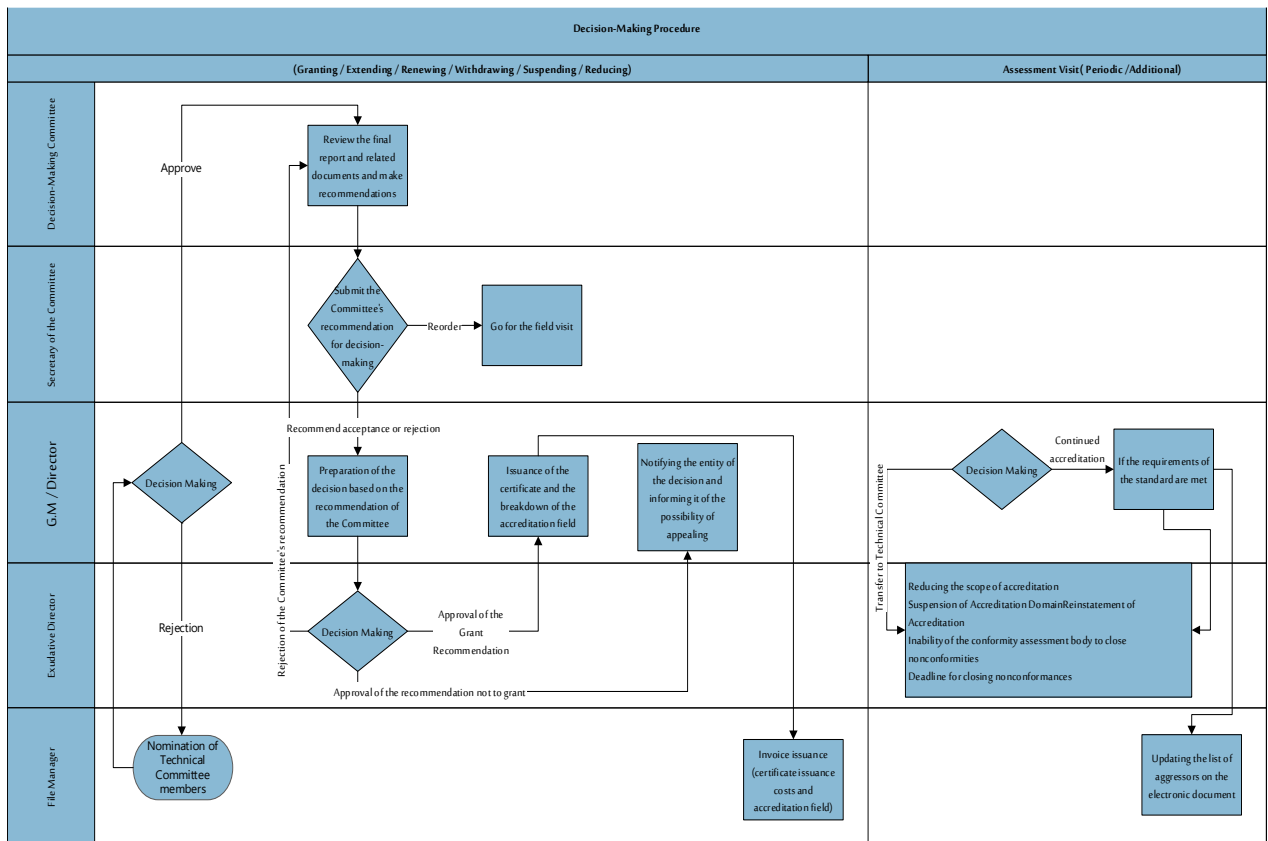 Decision-Making Procedure
(Granting / Extending / Renewing / Withdrawing / Suspending / Reducing)
Assessment Visit( Periodic /Additional)
Decision-Making Committee
Approve
Review the final
report and related
documents and make
recommendations
Secretary of the Committee
Submit the
Committee's
recommendation
for decision-
making
Reorder
Go for the field visit
G.M / Director
Decision Making
Recommend acceptance or rejection
Preparation of the
decision based on the
recommendation of
the Committee
Issuance of the
certificate and the
breakdown of the
accreditation field
Notifying the entity of
the decision and
informing it of the
possibility of
appealing
Decision Making
Continued
accreditation
If the requirements of
the standard are met
Rejection of the Committee's recommendation
Transfer to Technical Committee
Exudative Director
Rejection
Decision Making
Approval of the
Grant
Recommendation
Approval of the recommendation not to grant
Reducing the scope of accreditation
Suspension of Accreditation DomainReinstatement of
Accreditation
Inability of the conformity assessment body to close
nonconformities
Deadline for closing nonconformances
File Manager
Nomination of
Technical
Committee
members
Invoice issuance
(certificate issuance
costs and
accreditation field)
Updating the list of
aggressors on the
electronic document